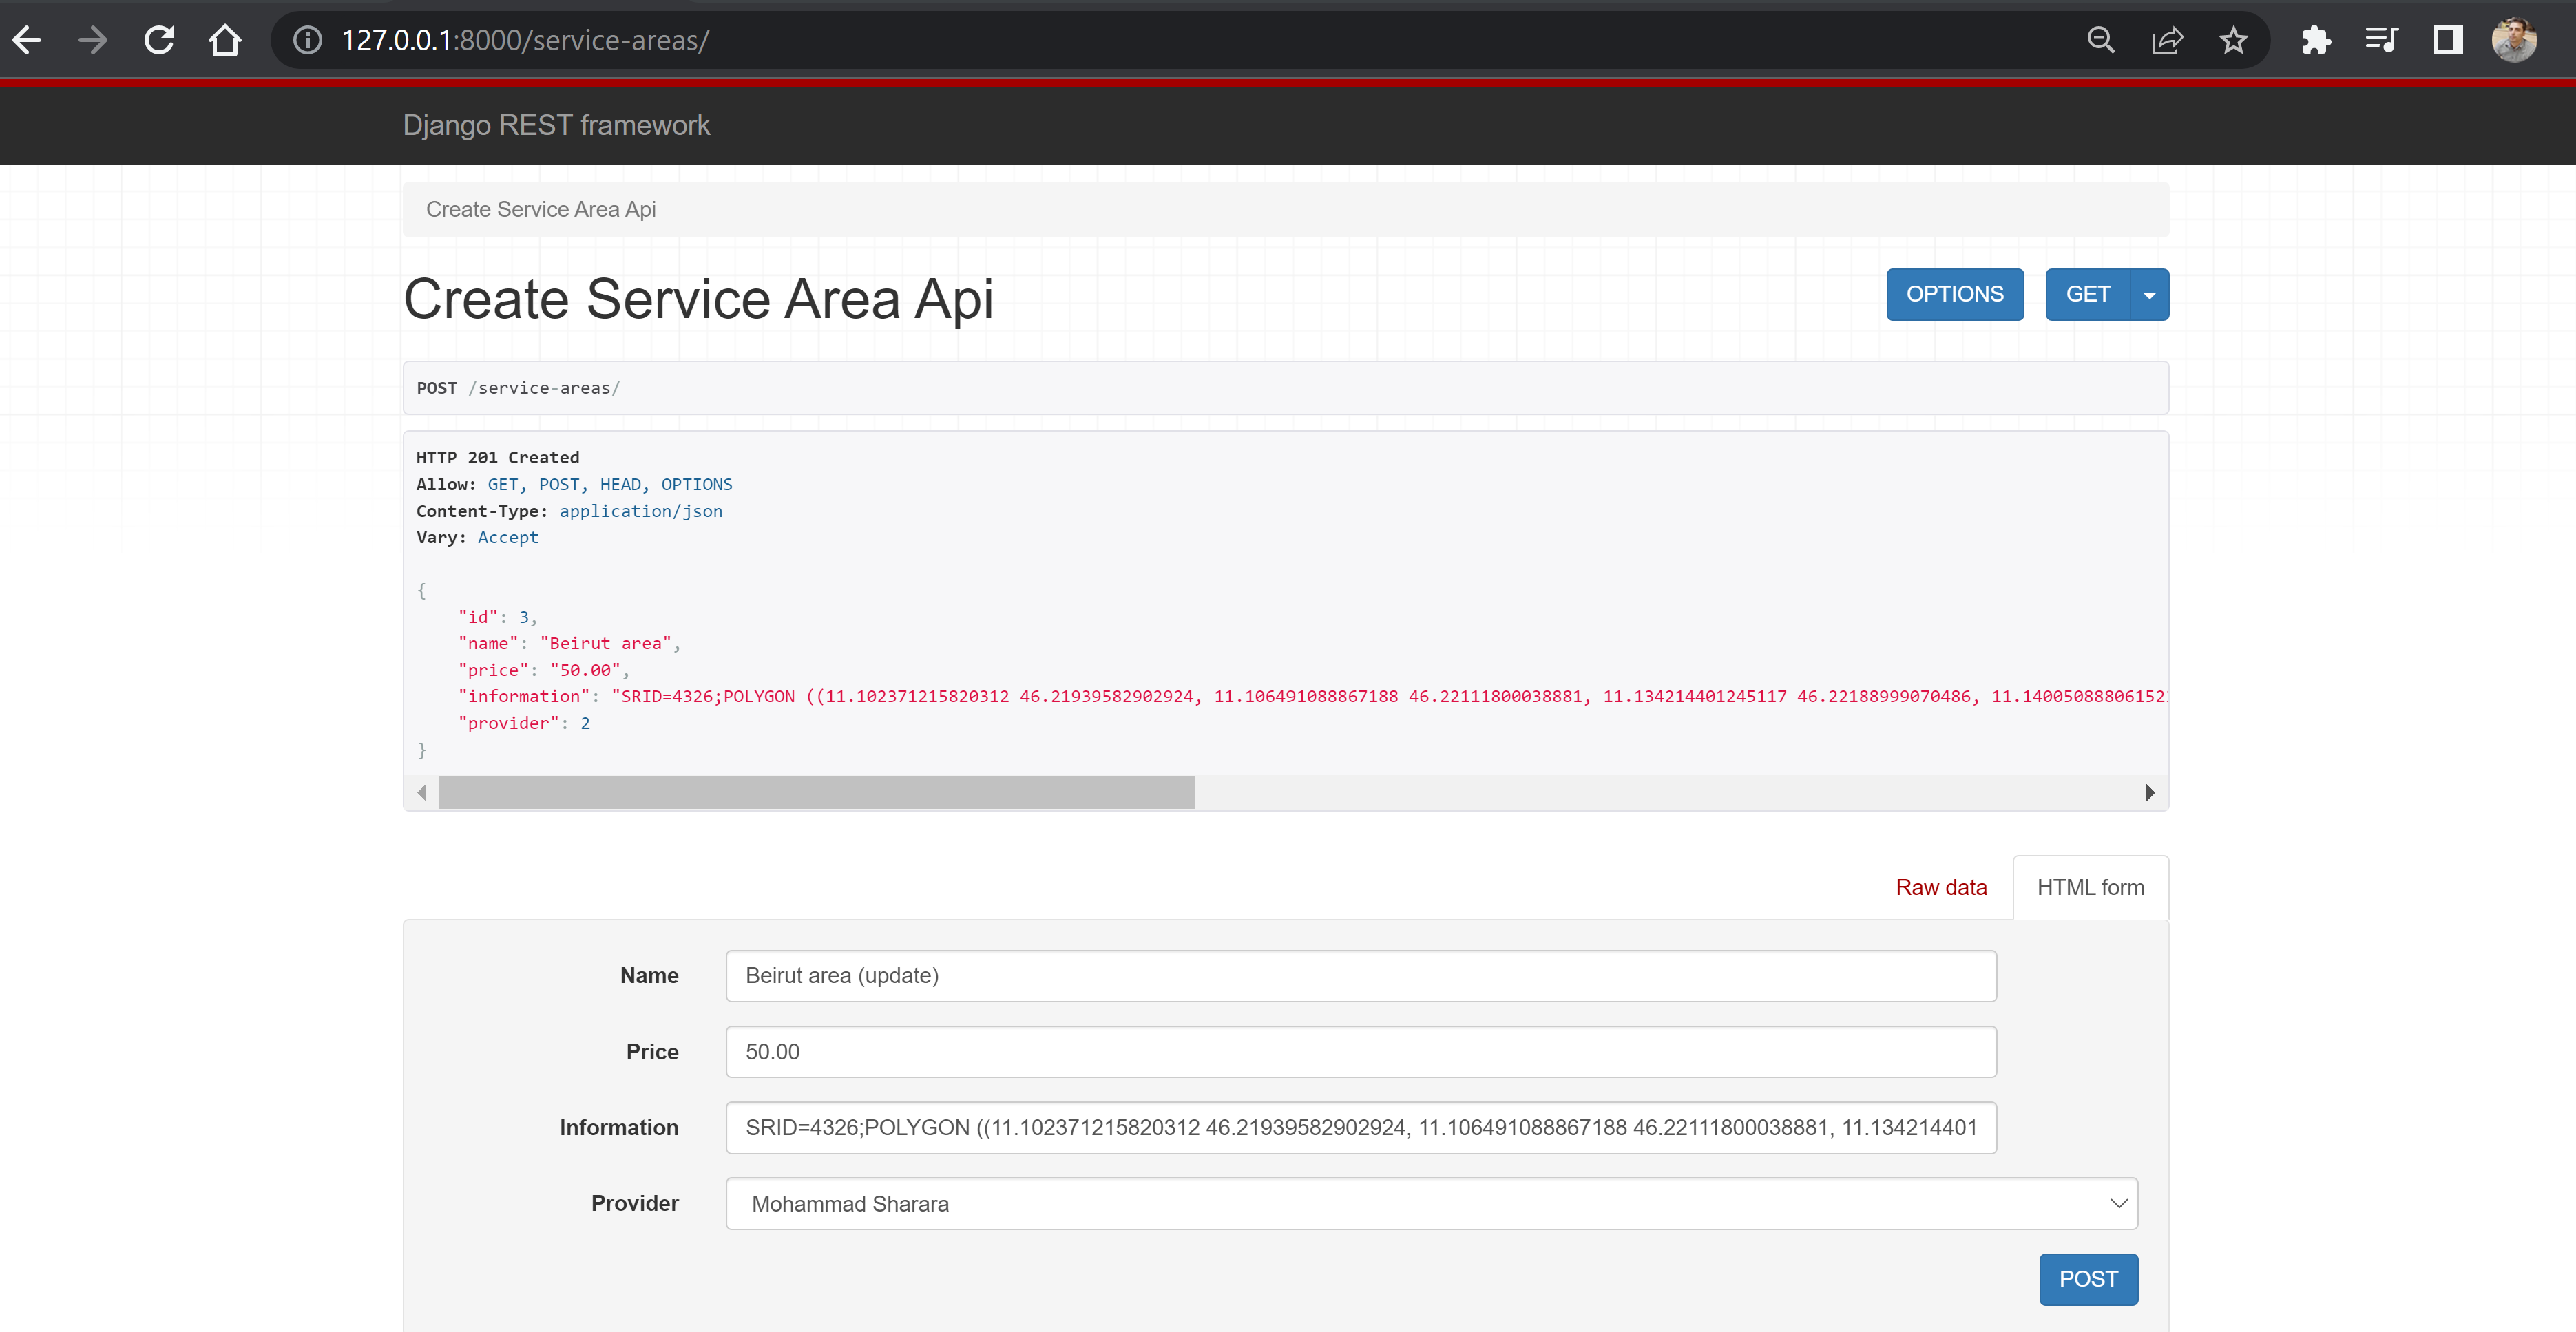 127.0.0.1:8000/service-areas/
Django REST framework
Create Service Area Api
Create Service Area Api
OPTIONS
GET
POST /service-areas/
HTTP 201 Created
Allow: GET, POST, HEAD, OPTIONS
Content-Type: application/json
Vary: Accept
{
"id": 3,
"name": "Beirut area",
"price": "50.00",
"information": "SRID=4326;POLYGON ((11.102371215820312 46.21939582902924, 11.106491088867188 46.22111800038881, 11.134214401245117 46.22188999070486, 11.14005088806152
"provider": 2
}
Raw data
HTML form
Name
Beirut area (update)
Price
50.00
Information
SRID=4326;POLYGON ((11.102371215820312 46.21939582902924, 11.106491088867188 46.22111800038881, 11.134214401
Provider
Mohammad Sharara
POST